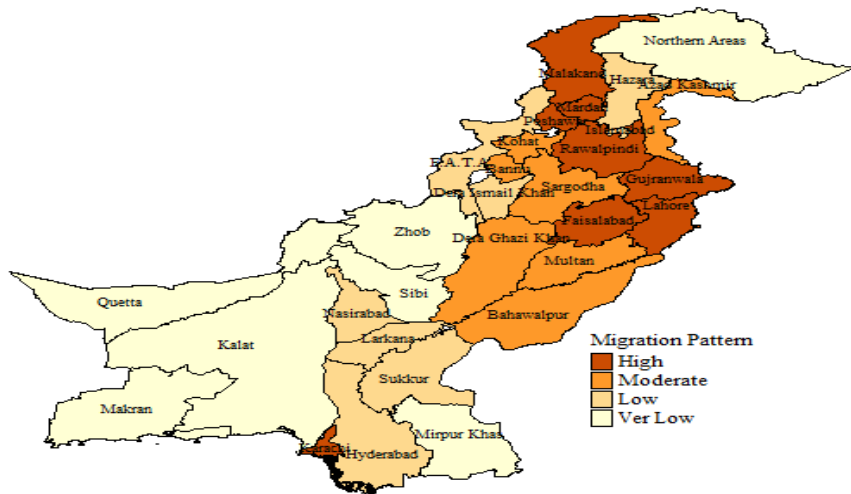 Northern Areas
Malakand
Hazara
Azad Kashmir
Mardan
Peshawar
Islamabad
Kohat
Rawalpindi
F.A.T.A
Bannu
Gujranwala
Dera Ismail Khan
Sargodha
Lahore
Faisalabad
Zhob
Dera Ghazi Khan
Multan
Sibi
Quetta
Nasirabad
Bahawalpur
Larkana
Kalat
Sukkur
Makran
Mirpur Khas
Karachi
Hyderabad
Migration Pattern
High
Moderate
Low
Ver Low